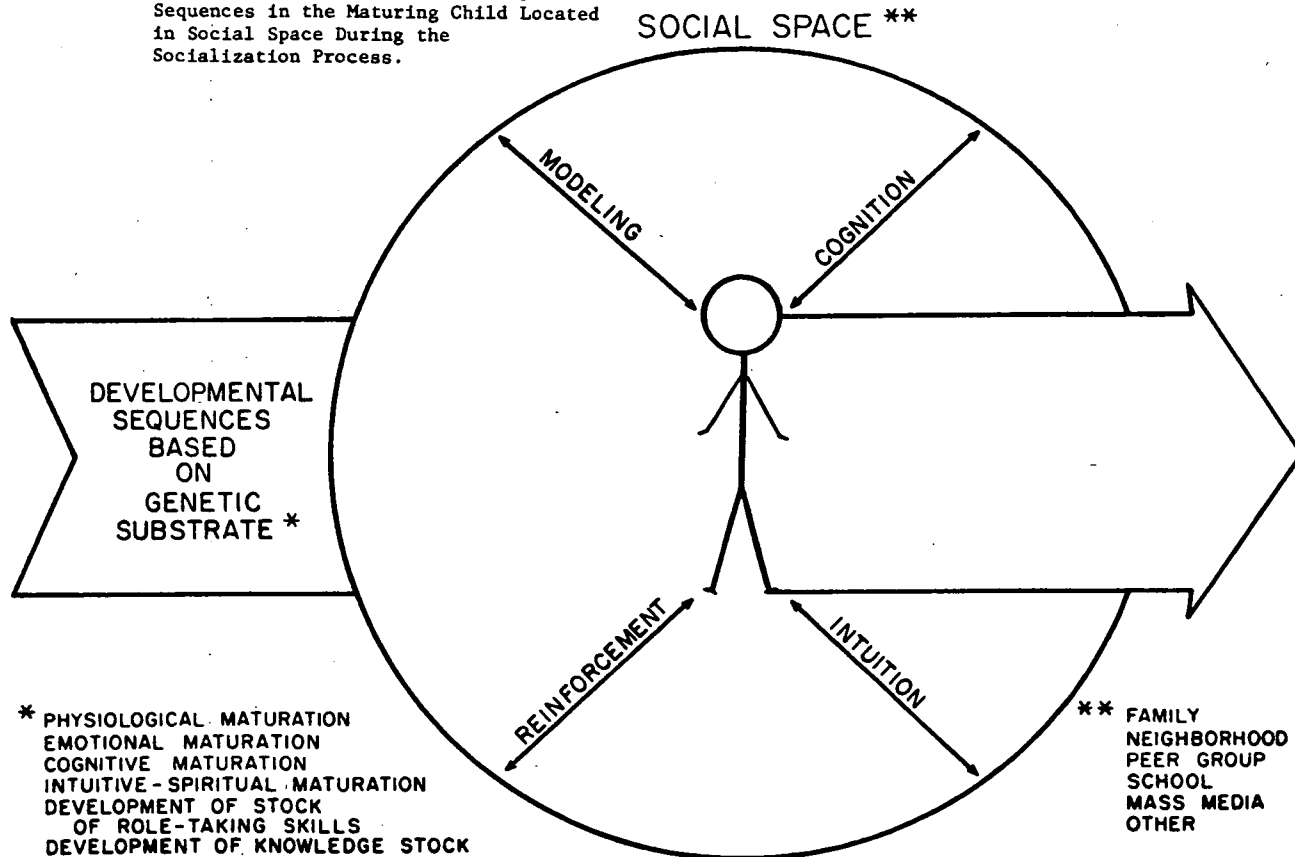 Sequences in the Maturing Child Located
in Social Space During the
Socialization Process.
SOCIAL SPACE **
MODELING
COGNITION
DEVELOPMENTAL
SEQUENCES
BASED
ON
GENETIC
SUBSTRATE *
REINFORCEMENT
INTUITION
* PHYSIOLOGICAL MATURATION
EMOTIONAL MATURATION
COGNITIVE MATURATION
INTUITIVE-SPIRITUAL MATURATION
DEVELOPMENT OF STOCK
OF ROLE-TAKING SKILLS
DEVELOPMENT OF KNOWLEDGE STOCK
** FAMILY
NEIGHBORHOOD
PEER GROUP
SCHOOL
MASS MEDIA
OTHER